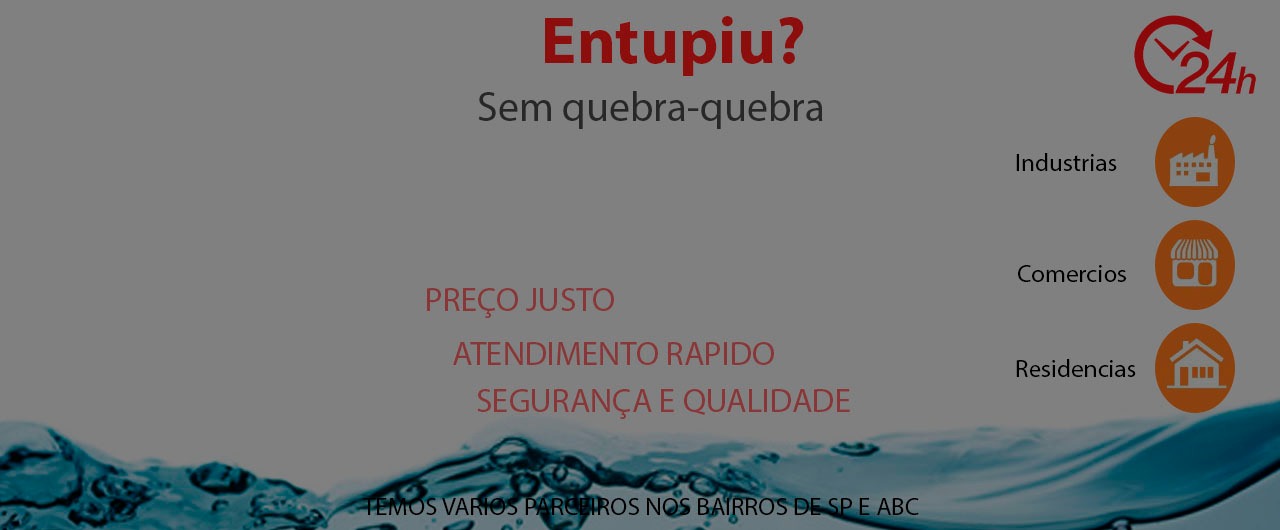 Entupiu?
Sem quebra-quebra
24h
Industrias
Comercios
PREÇO JUSTO
ATENDIMENTO RAPIDO
Residencias
SEGURANÇA E QUALIDADE
TEMOS VARIOS PARCEIROS NOS BAIRROS DE SP E ABC